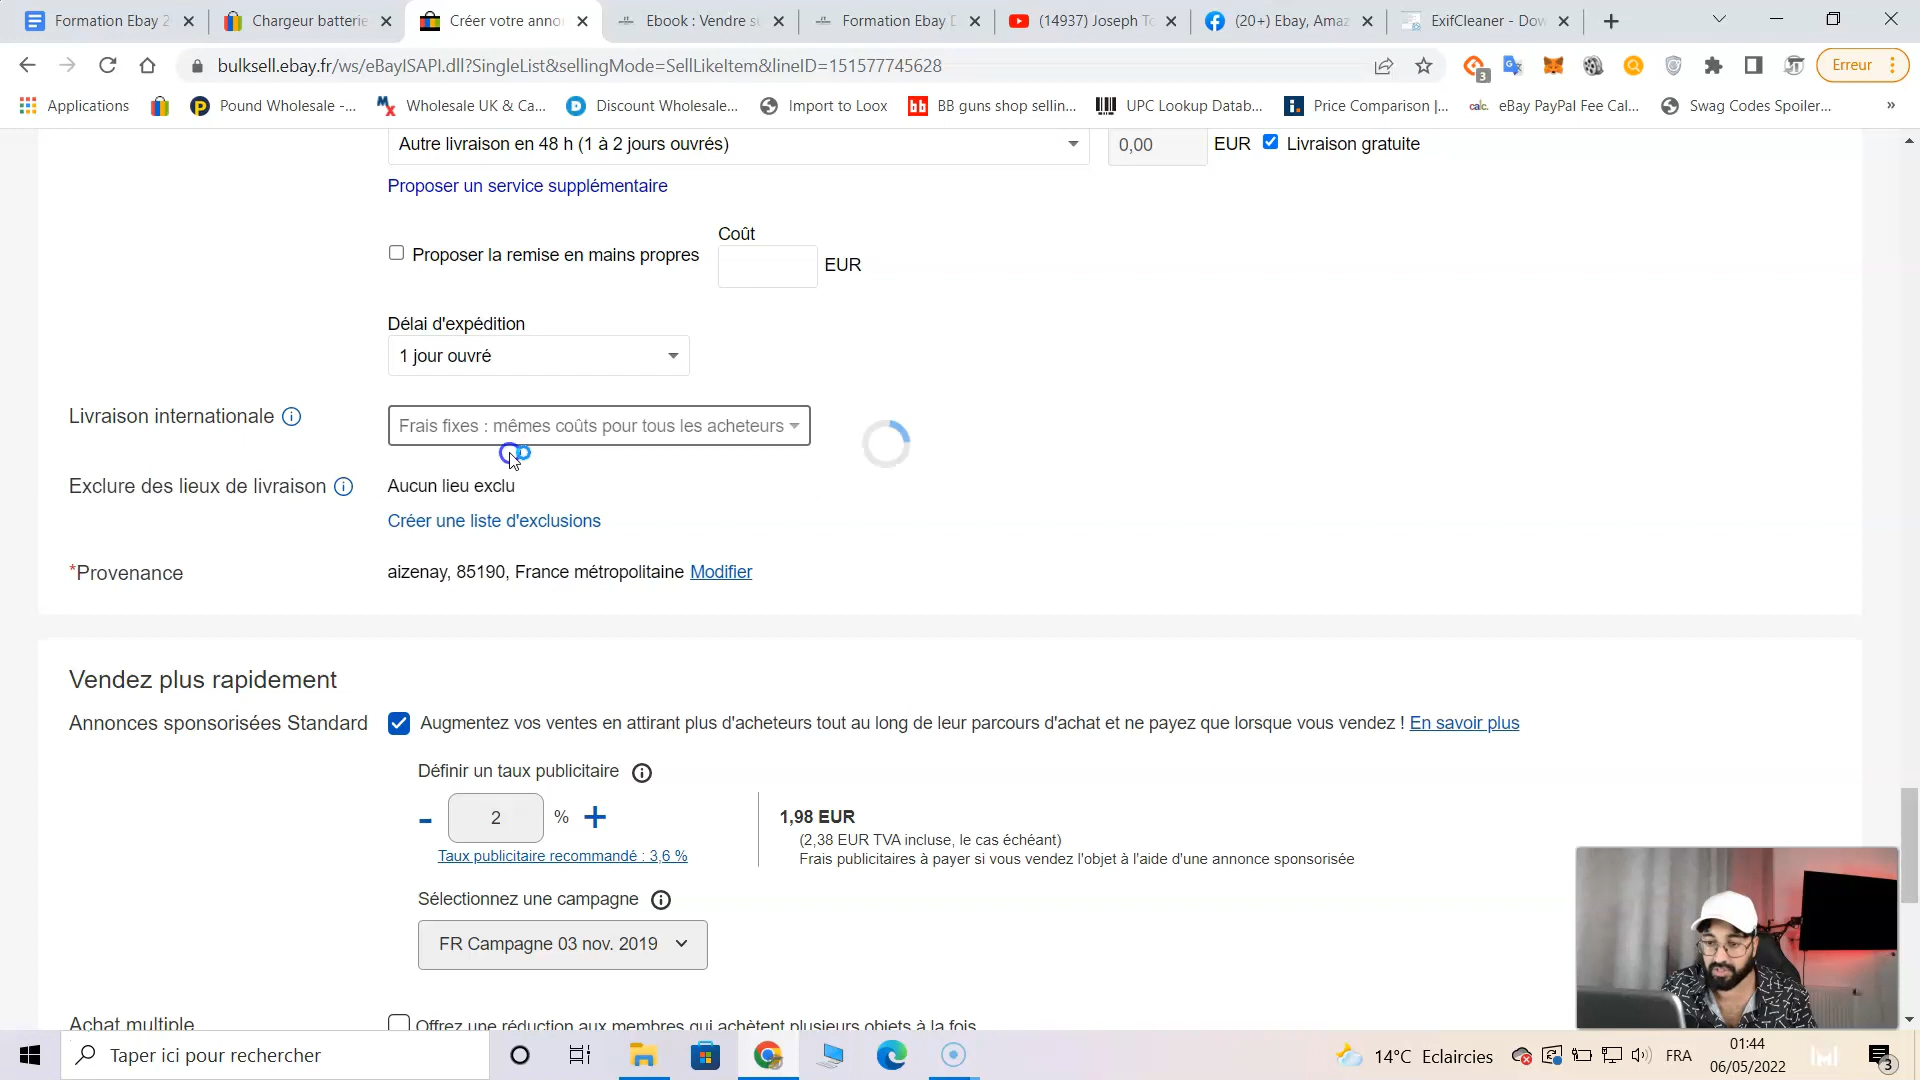 Formation Ebay 2
Chargeur batterie
Créer votre anno
Ebook : Vendre s
Formation Ebay D
(14937) Joseph To
(20+) Ebay, Amaz
ExifCleaner - Dow
bulksell.ebay.fr/ws/eBayISAPI.dll?SingleList&sellingMode=SellLikeItem&lineID=151577745628
3
Erreur
Applications
Pound Wholesale -...
Wholesale UK & Ca...
Discount Wholesale...
Import to Loox
BB guns shop sellin...
UPC Lookup Datab...
Price Comparison |...
eBay PayPal Fee Cal...
Swag Codes Spoiler...
»
Autre livraison en 48 h (1 à 2 jours ouvrés)
0,00
EUR
Livraison gratuite
Proposer un service supplémentaire
Coût
Proposer la remise en mains propres
EUR
Délai d'expédition
1 jour ouvré
Livraison internationale
Frais fixes : mêmes coûts pour tous les acheteurs
Exclure des lieux de livraison
Aucun lieu exclu
Créer une liste d'exclusions
*Provenance
aizenay, 85190, France métropolitaine Modifier
Vendez plus rapidement
Annonces sponsorisées Standard
Augmentez vos ventes en attirant plus d'acheteurs tout au long de leur parcours d'achat et ne payez que lorsque vous vendez ! En savoir plus
Définir un taux publicitaire
- 2 % +
1,98 EUR
(2,38 EUR TVA incluse, le cas échéant)
Taux publicitaire recommandé : 3,6 %
Frais publicitaires à payer si vous vendez l'objet à l'aide d'une annonce sponsorisée
Sélectionnez une campagne
FR Campagne 03 nov. 2019
Achat multiple
Offrez une réduction aux membres qui achètent plusieurs objets à la fois
Taper ici pour rechercher
14°C Eclaircies
FRA
01:44
06/05/2022
3